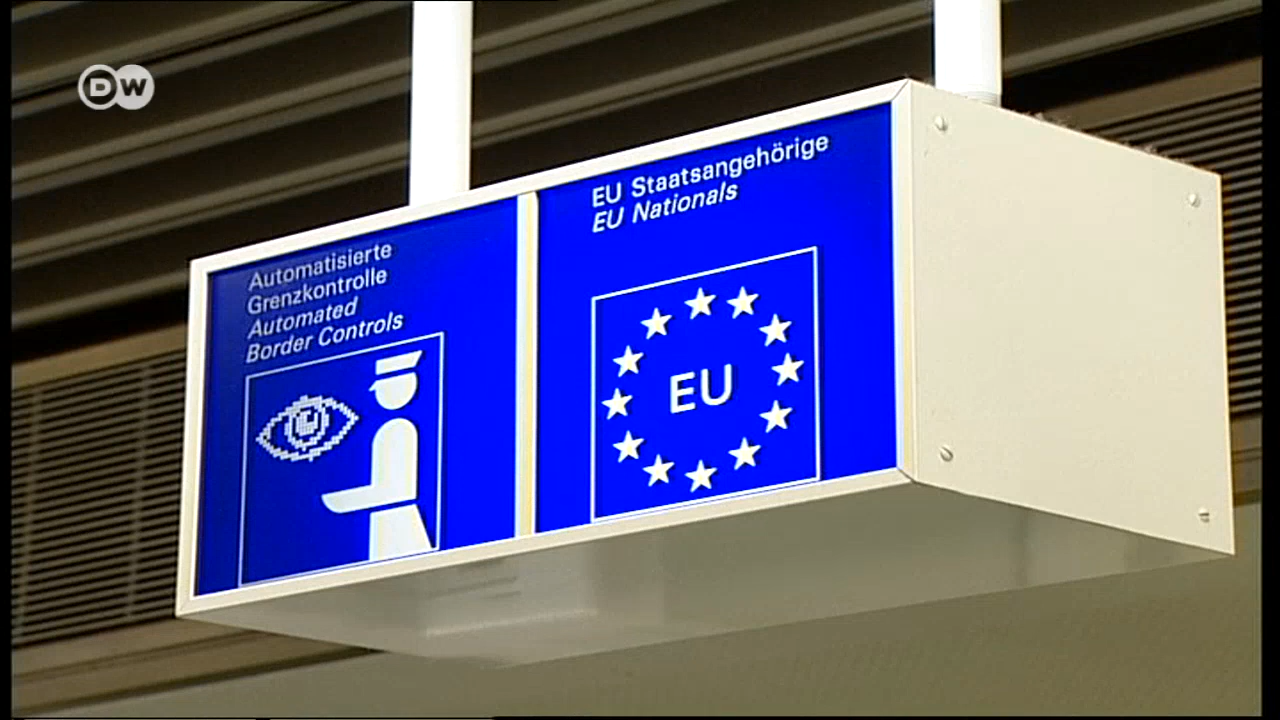 DW
Automatisierte
Grenzkontrolle
Automated
Border Controls
EU Staatsangehörige
EU Nationals
EU